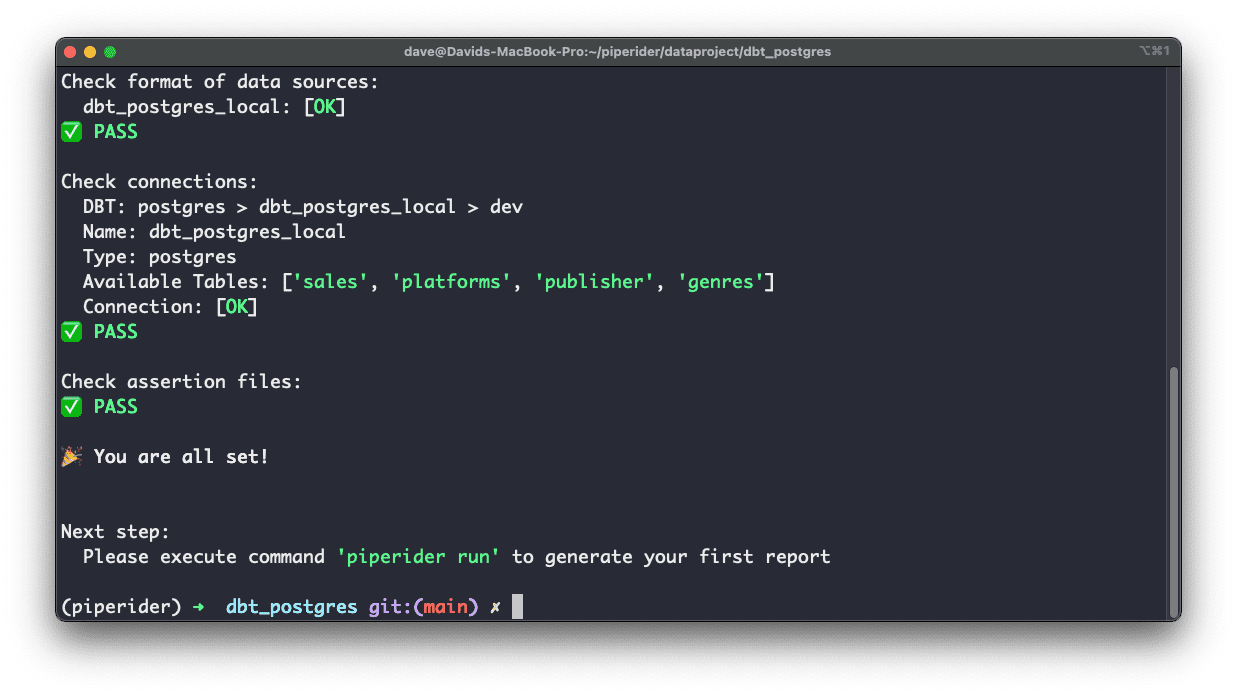 dave@Davids-MacBook-Pro:~/piperider/dataproject/dbt_postgres ⌥⌘1
Check format of data sources:
dbt_postgres_local: [OK]
✅ PASS
Check connections:
DBT: postgres > dbt_postgres_local > dev
Name: dbt_postgres_local
Type: postgres
Available Tables: ['sales', 'platforms', 'publisher', 'genres']
Connection: [OK]
✅ PASS
Check assertion files:
✅ PASS
🎉 You are all set!
Next step:
Please execute command 'piperider run' to generate your first report
(piperider) ➜ dbt_postgres git:(main) ✗